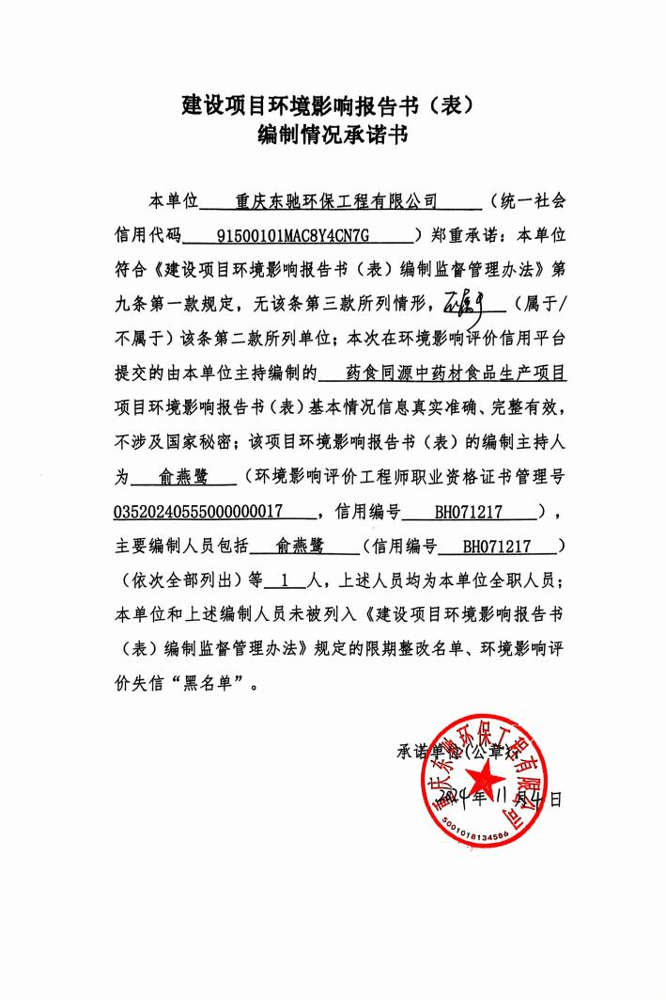 建设项目环境影响报告书（表）
编制情况承诺书
本单位 重庆东驰环保工程有限公司 （统一社会
信用代码 91500101MAC8Y4CN7G ）郑重承诺：本单位
符合《建设项目环境影响报告书（表）编制监督管理办法》第
九条第一款规定，无该条第三款所列情形，不属于 （属于/
不属于）该条第二款所列单位；本次在环境影响评价信用平台
提交的由本单位主持编制的 药食同源中药材食品生产项目
项目环境影响报告书（表）基本情况信息真实准确、完整有效，
不涉及国家秘密；该项目环境影响报告书（表）的编制主持人
为 俞燕鹭 （环境影响评价工程师职业资格证书管理号
03520240555000000017 ，信用编号 BH071217 ），
主要编制人员包括 俞燕鹭 （信用编号 BH071217 ）
（依次全部列出）等 1 人，上述人员均为本单位全职人员；
本单位和上述编制人员未被列入《建设项目环境影响报告书
（表）编制监督管理办法》规定的限期整改名单、环境影响评
价失信“黑名单”。
承诺单位(公章)：
2024年11月4日
重庆东驰环保工程有限公司
5001018134586